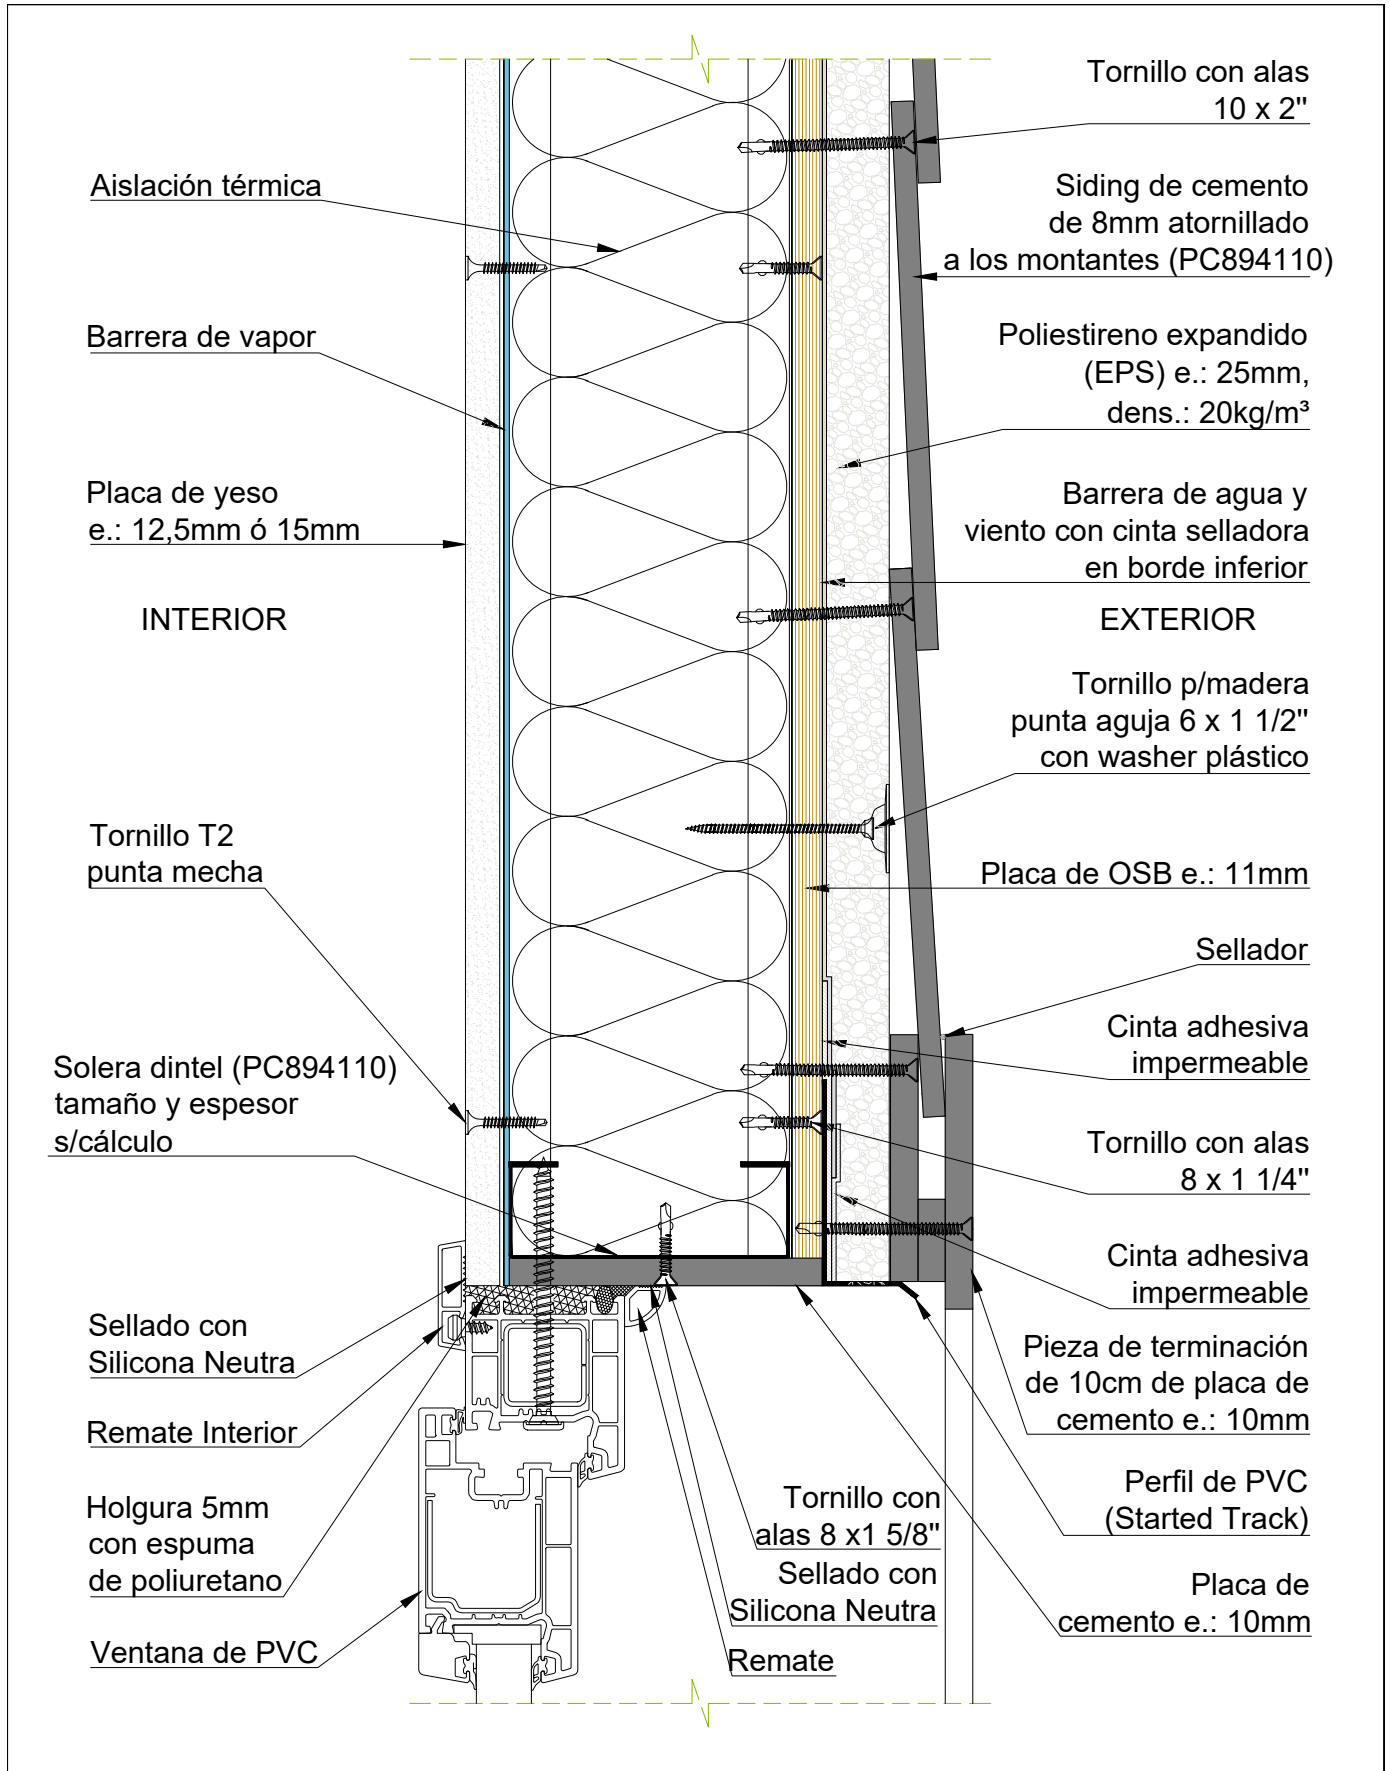 Tornillo con alas
10 x 2"
Aislación térmica
Siding de cemento
de 8mm atornillado
a los montantes (PC894110)
Barrera de vapor
Poliestireno expandido
(EPS) e.: 25mm,
dens.: 20kg/m³
Placa de yeso
e.: 12,5mm ó 15mm
Barrera de agua y
viento con cinta selladora
en borde inferior
INTERIOR
EXTERIOR
Tornillo p/madera
punta aguja 6 x 1 1/2"
con washer plástico
Tornillo T2
punta mecha
Placa de OSB e.: 11mm
Sellador
Cinta adhesiva
impermeable
Solera dintel (PC894110)
tamaño y espesor
s/cálculo
Tornillo con alas
8 x 1 1/4"
Cinta adhesiva
impermeable
Sellado con
Silicona Neutra
Pieza de terminación
de 10cm de placa de
cemento e.: 10mm
Remate Interior
Perfil de PVC
(Started Track)
Holgura 5mm
con espuma
de poliuretano
Tornillo con
alas 8 x1 5/8"
Sellado con
Silicona Neutra
Placa de
cemento e.: 10mm
Ventana de PVC
Remate